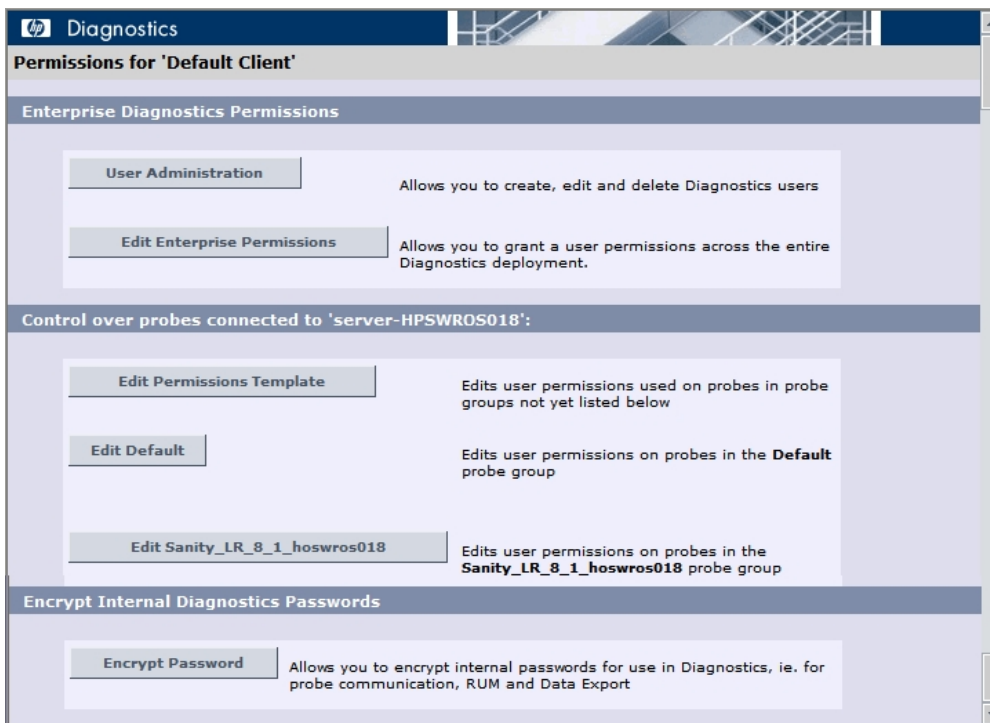 hp Diagnostics
Permissions for 'Default Client'
Enterprise Diagnostics Permissions
User Administration
Allows you to create, edit and delete Diagnostics users
Edit Enterprise Permissions
Allows you to grant a user permissions across the entire
Diagnostics deployment.
Control over probes connected to 'server-HPSWROS018':
Edit Permissions Template
Edits user permissions used on probes in probe
groups not yet listed below
Edit Default
Edits user permissions on probes in the Default
probe group
Edit Sanity_LR_8_1_hoswros018
Edits user permissions on probes in the
Sanity_LR_8_1_hoswros018 probe group
Encrypt Internal Diagnostics Passwords
Encrypt Password
Allows you to encrypt internal passwords for use in Diagnostics, ie. for
probe communication, RUM and Data Export